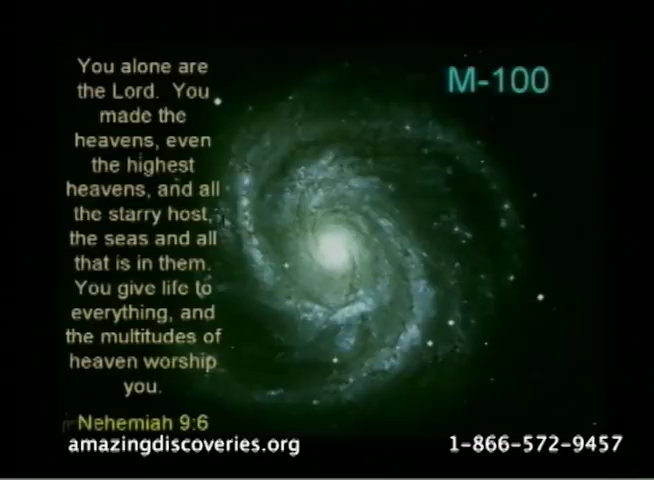 You alone are
the Lord. You
made the
heavens, even
the highest
heavens, and all
the starry host,
the seas and all
that is in them.
You give life to
everything, and
the multitudes of
heaven worship
you.
Nehemiah 9:6
M-100
amazingdiscoveries.org
1-866-572-9457